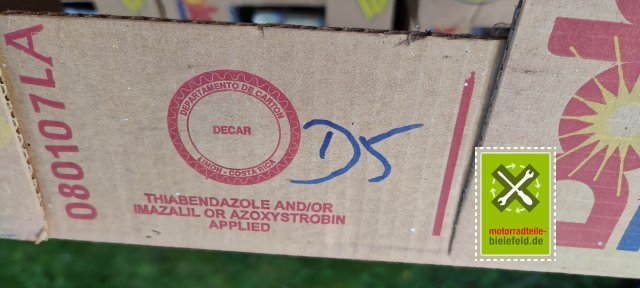 080107LA
DEPARTAMENTO DE CARTON
DECAR
LIMON - COSTA RICA
D5
THIABENDAZOLE AND/OR
IMAZALIL OR AZOXYSTROBIN
APPLIED
motorradteile-
bielefeld.de